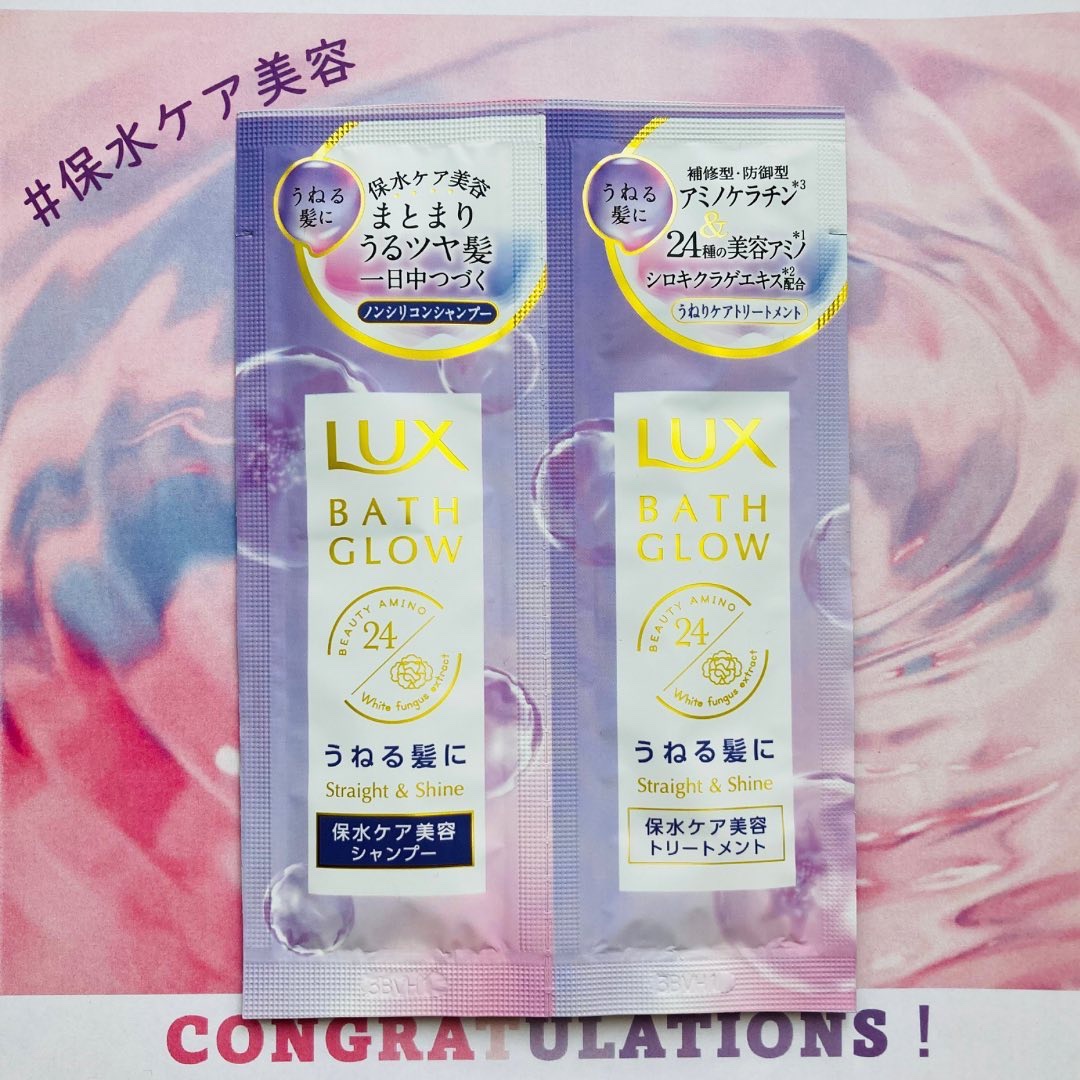 #保水ケア美容
うねる
髪に
保水ケア美容
まとまり
うるツヤ髪
一日中つづく
ノンシリコンシャンプー
LUX
BATH
GLOW
BEAUTY AMINO
24
White fungus extract
うねる髪に
Straight & Shine
保水ケア美容
シャンプー
3BVH1
うねる
髪に
補修型・防御型
アミノケラチン*3
&
24種の美容アミノ*1
シロキクラゲエキス*2配合
うねりケアトリートメント
LUX
BATH
GLOW
BEAUTY AMINO
24
White fungus extract
うねる髪に
Straight & Shine
保水ケア美容
トリートメント
3BVH1
CONGRATULATIONS!